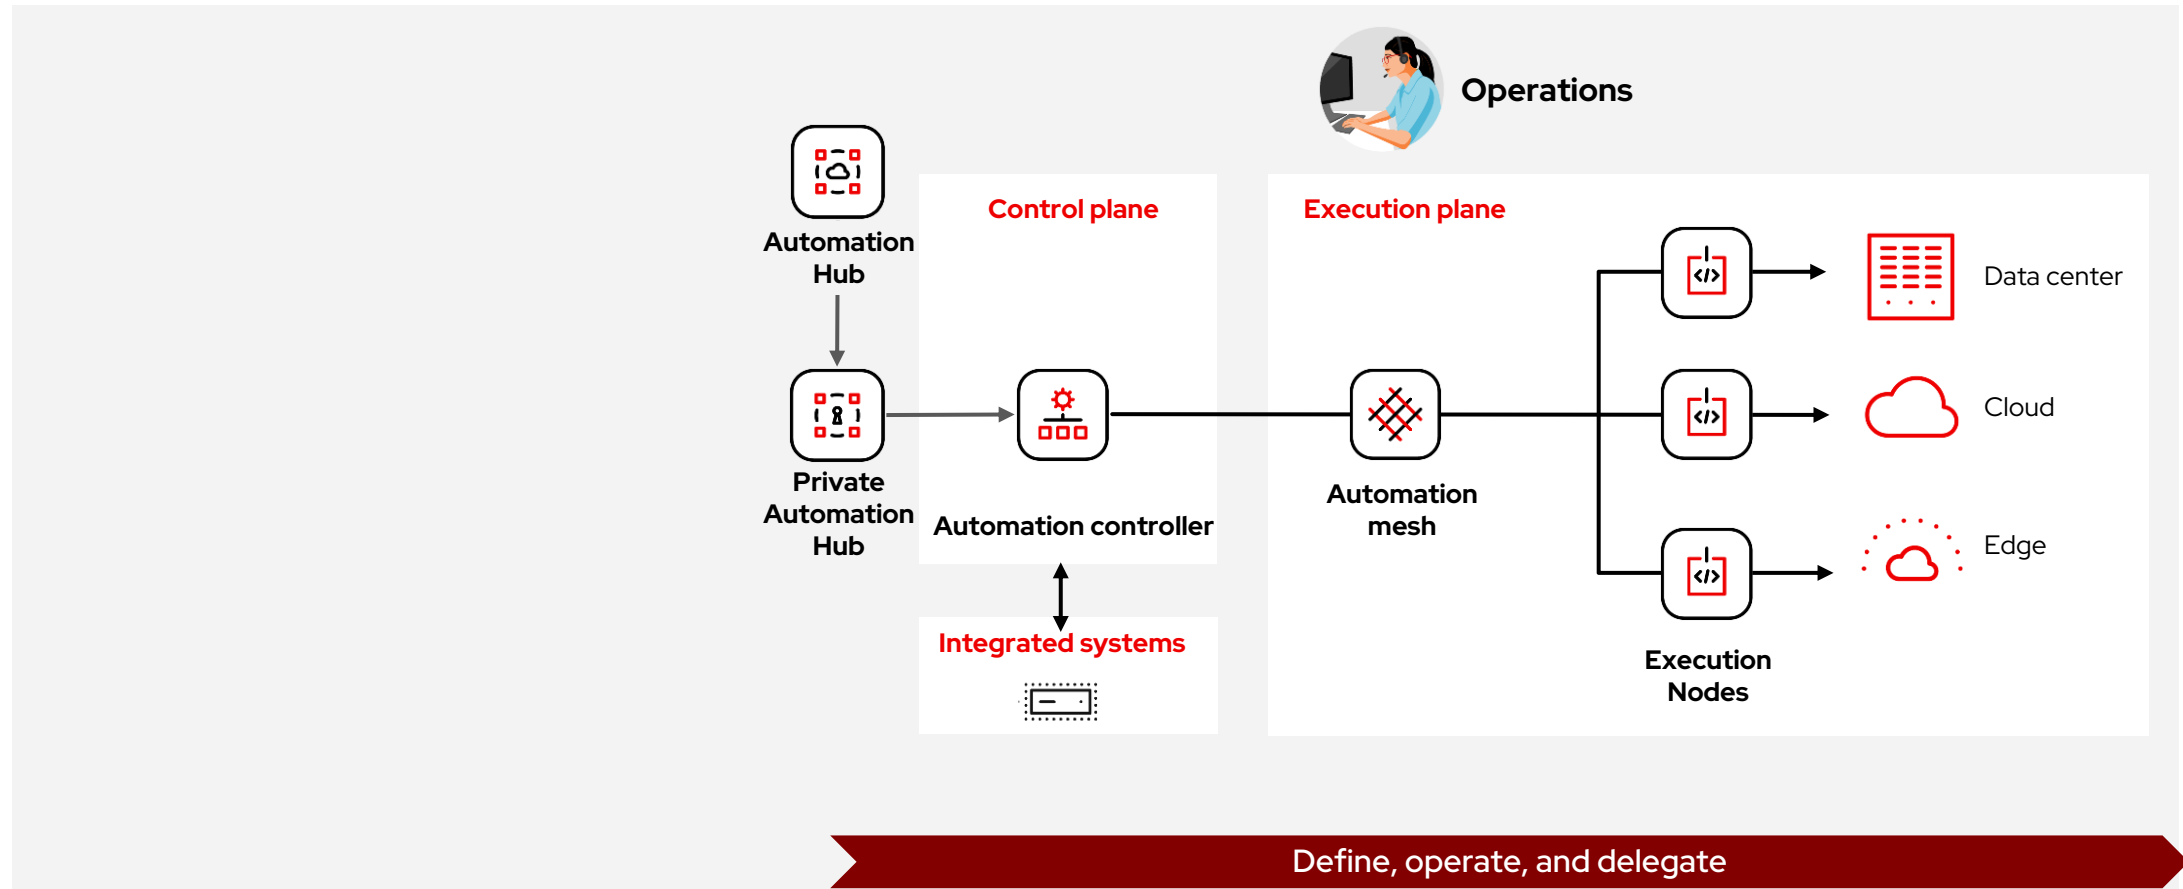 Operations
Automation
Hub
Control plane
Execution plane
Data center
Cloud
Private
Automation
Hub
Automation controller
Automation
mesh
Edge
Integrated systems
</>
</>
</>
Execution
Nodes
Define, operate, and delegate